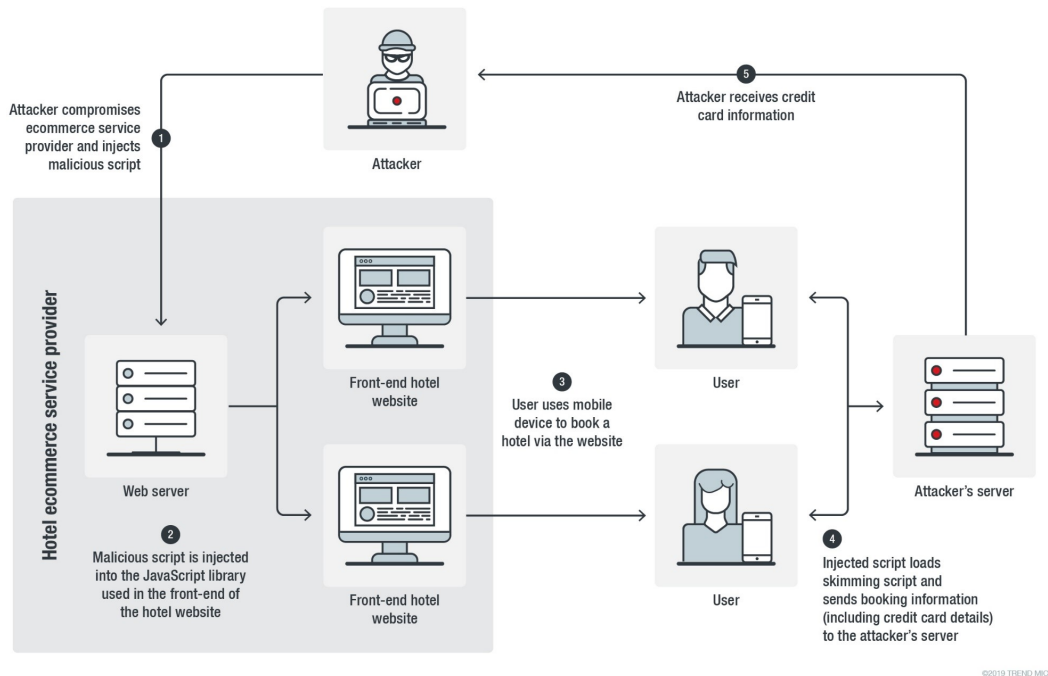 Attacker compromises
ecommerce service
provider and injects
malicious script
1
Attacker
5
Attacker receives credit
card information
Hotel ecommerce service provider
Web server
2
Malicious script is injected
into the JavaScript library
used in the front-end of
the hotel website
Front-end hotel
website
Front-end hotel
website
3
User uses mobile
device to book a
hotel via the website
User
User
Attacker's server
4
Injected script loads
skimming script and
sends booking information
(including credit card details)
to the attacker's server
©2019 TREND MIC